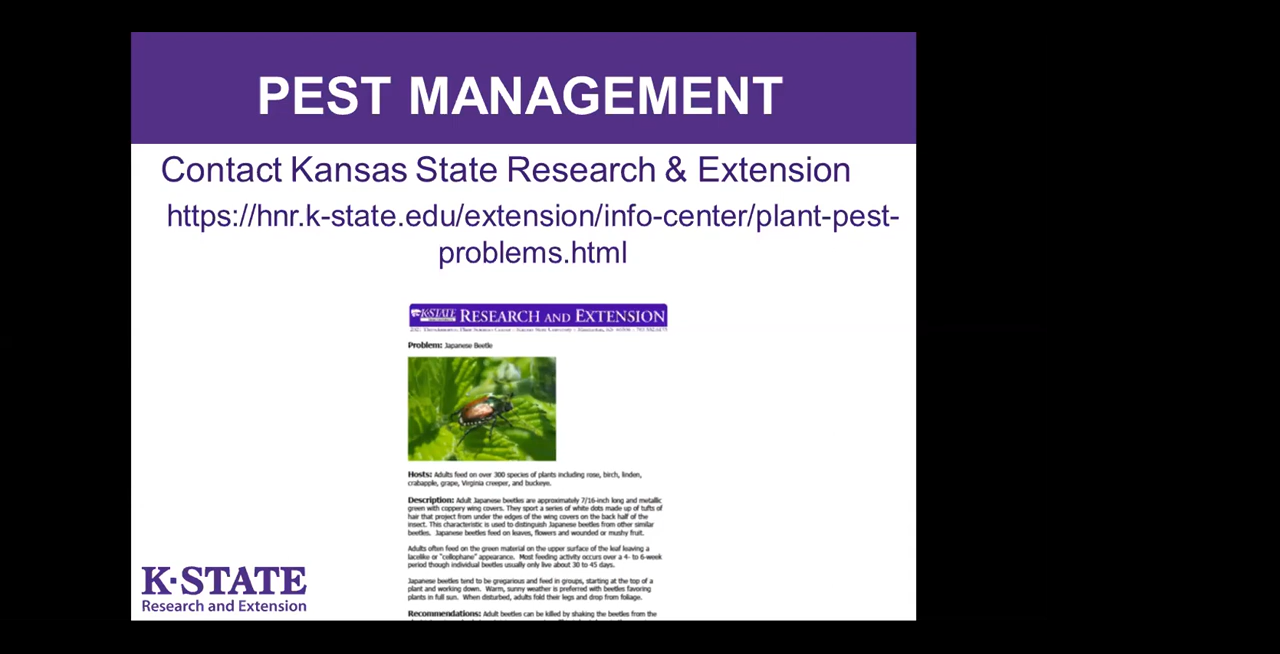 PEST MANAGEMENT
Contact Kansas State Research & Extension
https://hnr.k-state.edu/extension/info-center/plant-pest-
problems.html
K-STATE RESEARCH AND EXTENSION
Problem: Japanese Beetle
Hosts: Adults feed on over 300 species of plants including rose, birch, linden,
crabapple, grape, Virginia creeper, and buckeye.
Description: Adult Japanese beetles are approximately 7/16-inch long and metallic
green with coppery wing covers. They sport a series of white dots made up of tufts of
hair that project from under the edges of the wing covers on the back half of the
insect. This characteristic is used to distinguish Japanese beetles from other similar
beetles. Japanese beetles feed on leaves, flowers and wounded or mushy fruit.
Adults often feed on the green material on the upper surface of the leaf leaving a
lacelike or "cellophane" appearance. Most feeding activity occurs over a 4- to 6-week
period though individual beetles usually only live about 30 to 45 days.
Japanese beetles tend to be gregarious and feed in groups, starting at the top of a
plant and working down. Warm, sunny weather is preferred with beetles favoring
plants in full sun. When disturbed, adults fold their legs and drop from foliage.
Recommendations: Adult beetles can be killed by shaking the beetles from the
K·STATE
Research and Extension